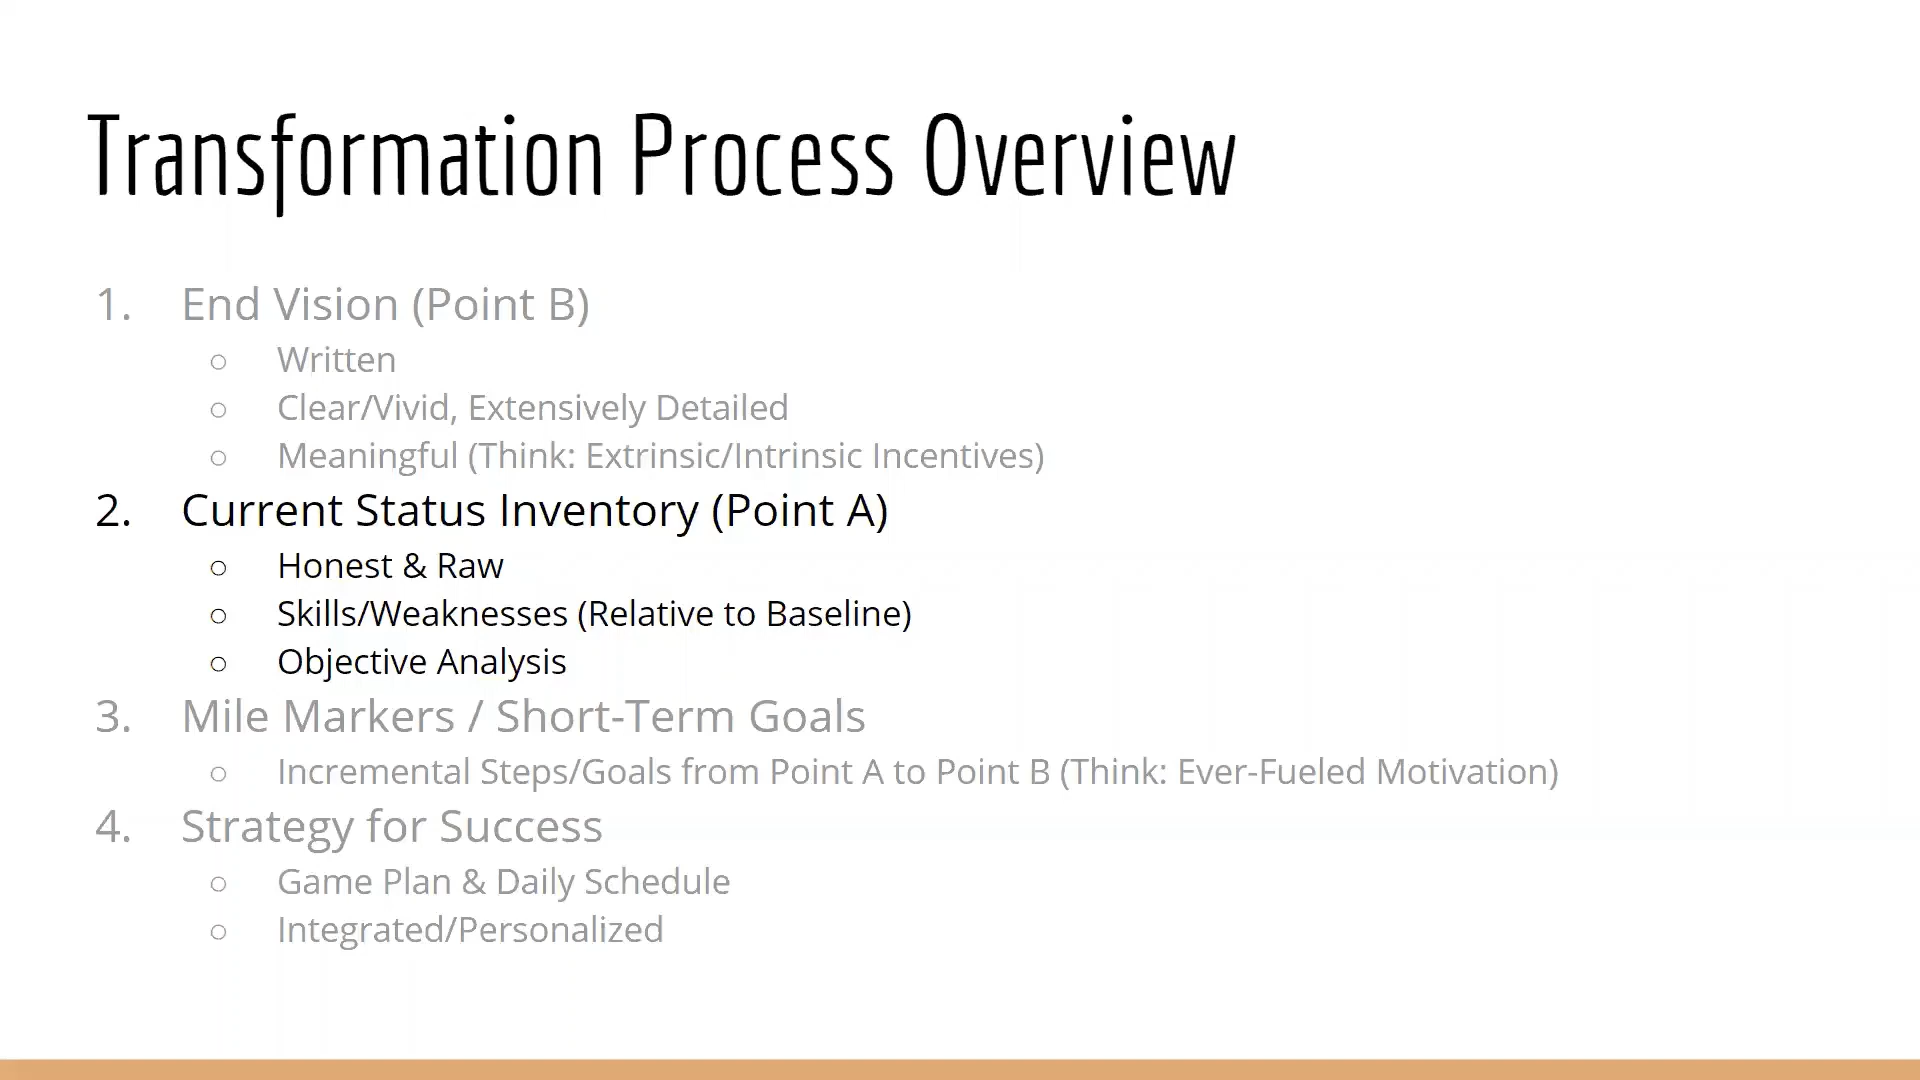 Transformation Process Overview
1. End Vision (Point B)
○ Written
○ Clear/Vivid, Extensively Detailed
○ Meaningful (Think: Extrinsic/Intrinsic Incentives)
2. Current Status Inventory (Point A)
○ Honest & Raw
○ Skills/Weaknesses (Relative to Baseline)
○ Objective Analysis
3. Mile Markers / Short-Term Goals
○ Incremental Steps/Goals from Point A to Point B (Think: Ever-Fueled Motivation)
4. Strategy for Success
○ Game Plan & Daily Schedule
○ Integrated/Personalized